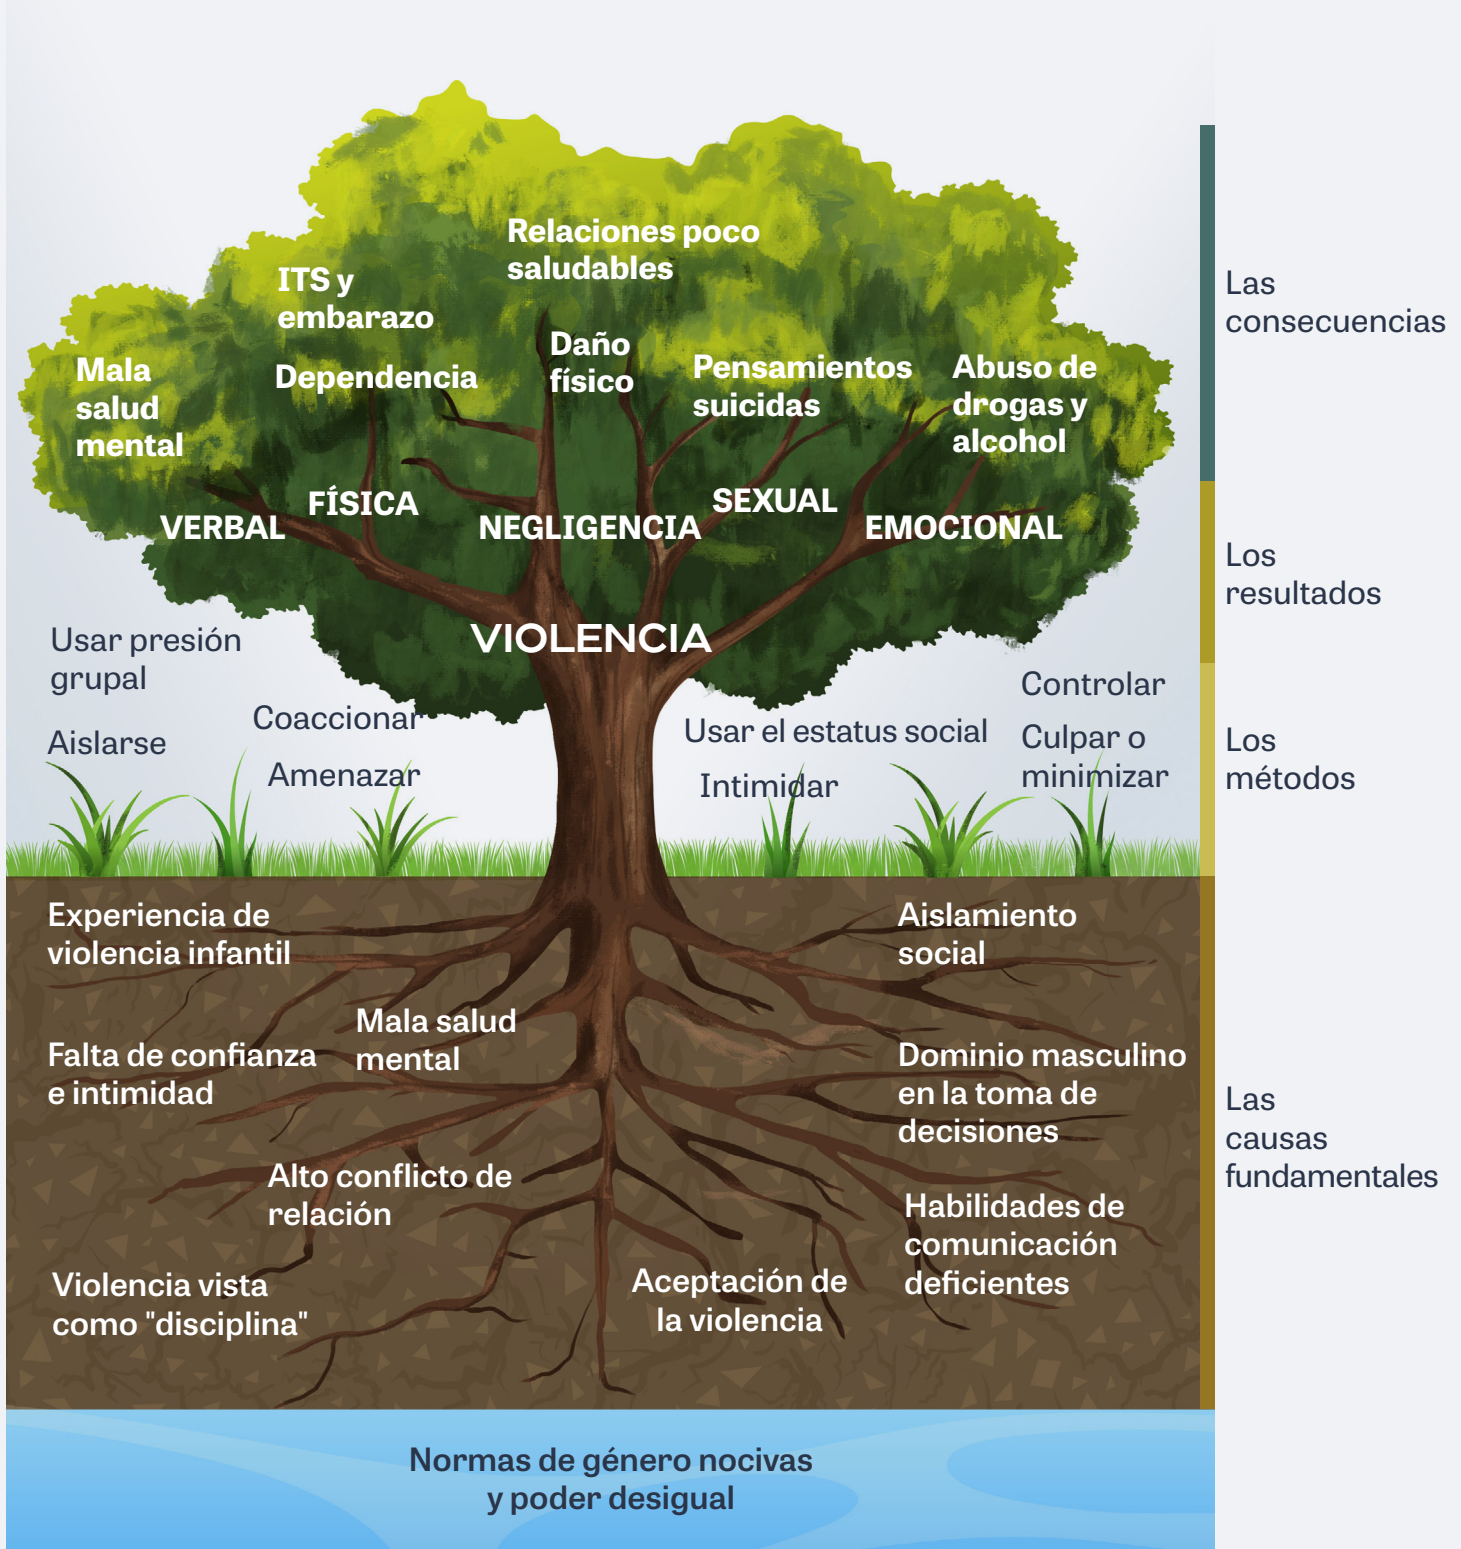 Relaciones poco
saludables
ITS y
embarazo
Daño
físico
Mala
salud
mental
Dependencia
Pensamientos
suicidas
Abuso de
drogas y
alcohol
Las
consecuencias
VERBAL
FÍSICA
NEGLIGENCIA
SEXUAL
EMOCIONAL
VIOLENCIA
Los
resultados
Usar presión
grupal
Aislarse
Coaccionar
Amenazar
Usar el estatus social
Intimidar
Controlar
Culpar o
minimizar
Los
métodos
Experiencia de
violencia infantil
Aislamiento
social
Mala salud
mental
Falta de confianza
e intimidad
Dominio masculino
en la toma de
decisiones
Alto conflicto de
relación
Habilidades de
comunicación
deficientes
Violencia vista
como "disciplina"
Aceptación de
la violencia
Las
causas
fundamentales
Normas de género nocivas
y poder desigual